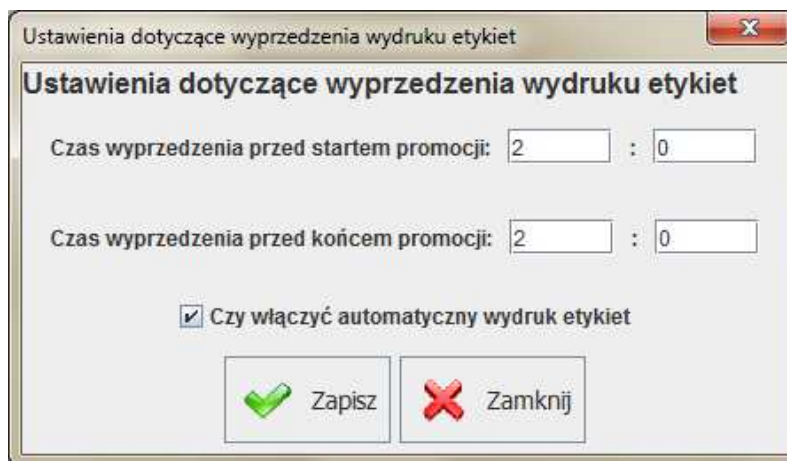 Ustawienia dotyczące wyprzedzenia wydruku etykiet
Ustawienia dotyczące wyprzedzenia wydruku etykiet
Czas wyprzedzenia przed startem promocji: 2 : 0
Czas wyprzedzenia przed końcem promocji: 2 : 0
Czy włączyć automatyczny wydruk etykiet
Zapisz Zamknij